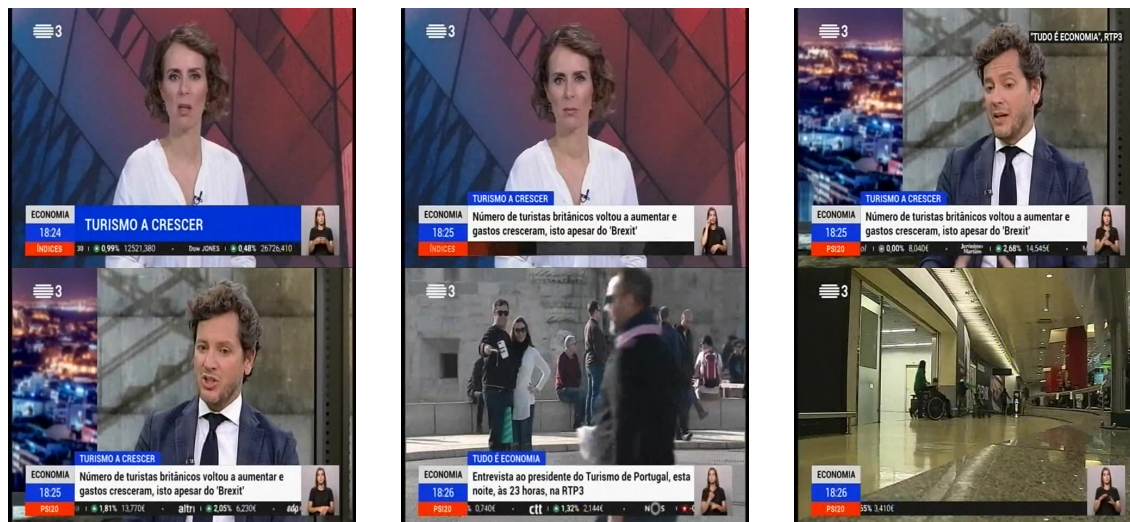 3
ECONOMIA
TURISMO A CRESCER
18:24
ÍNDICES
0,99% 12521,380 · Dow JONES 0,48% 26726,410
3
TURISMO A CRESCER
ECONOMIA
Número de turistas britânicos voltou a aumentar e
18:25
gastos cresceram, isto apesar do 'Brexit'
ÍNDICES
3
"TUDO É ECONOMIA", RTP3
TURISMO A CRESCER
ECONOMIA
Número de turistas britânicos voltou a aumentar e
18:25
gastos cresceram, isto apesar do 'Brexit'
PSI20
0,00% 8,040€ · Jerónimo Martins 2,68% 14,545€
3
TURISMO A CRESCER
ECONOMIA
Número de turistas britânicos voltou a aumentar e
18:25
gastos cresceram, isto apesar do 'Brexit'
PSI20
1,81% 13,770€ · altri 2,05% 6,230€ · edp
3
TUDO É ECONOMIA
ECONOMIA
Entrevista ao presidente do Turismo de Portugal, esta
18:26
noite, às 23 horas, na RTP3
PSI20
0,740€ · ctt 1,32% 2,144€ · NOS
3
ECONOMIA
18:26
PSI20
55% 3,410€